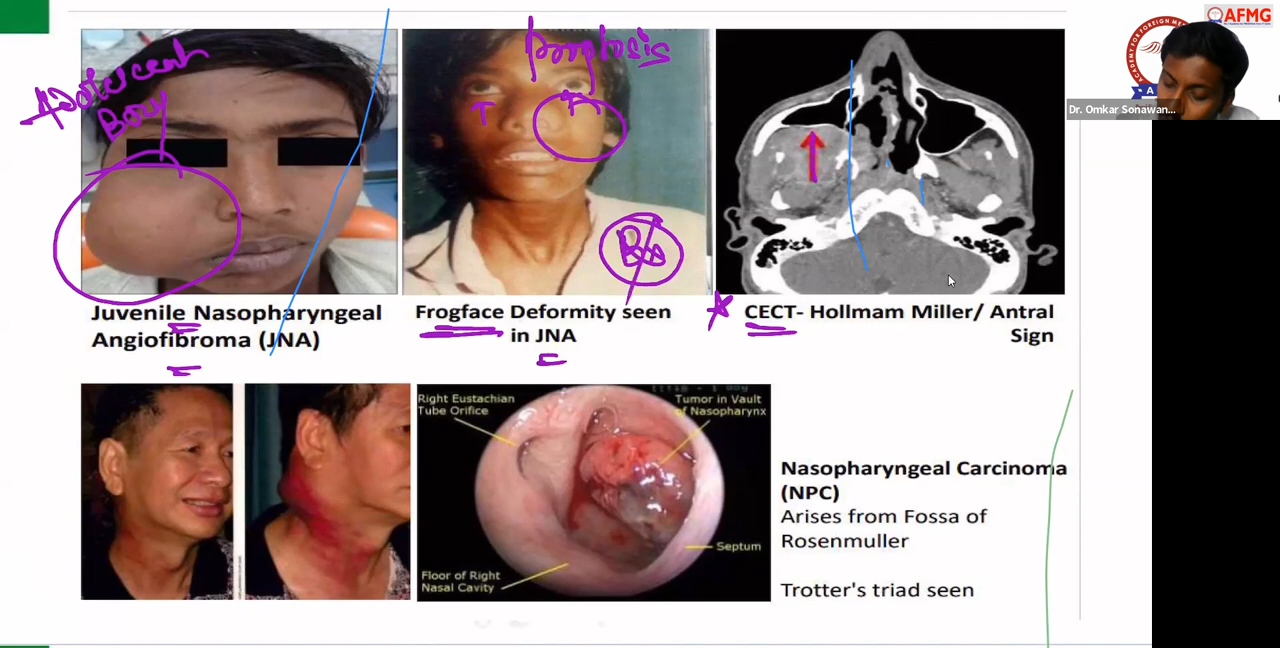 AFMG
Dr. Omkar Sonawan...
Adolescent
Boy
Proptosis
T
Juvenile Nasopharyngeal
Angiofibroma (JNA)
Frogface Deformity seen
in JNA
CECT- Hollmam Miller/ Antral
Sign
Right Eustachian
Tube Orifice
Tumor in Vault
of Nasopharynx
Septum
Floor of Right
Nasal Cavity
Nasopharyngeal Carcinoma
(NPC)
Arises from Fossa of
Rosenmuller
Trotter's triad seen